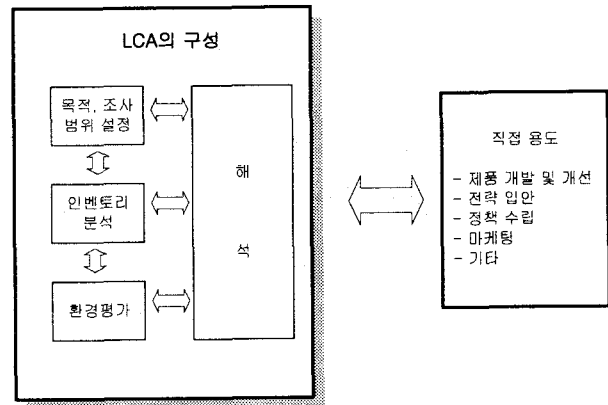 LCA의 구성
목적, 조사
범위 설정
인벤토리
분석
환경평가
해
석
직접 용도
- 제품 개발 및 개선
- 전략 입안
- 정책 수립
- 마케팅
- 기타